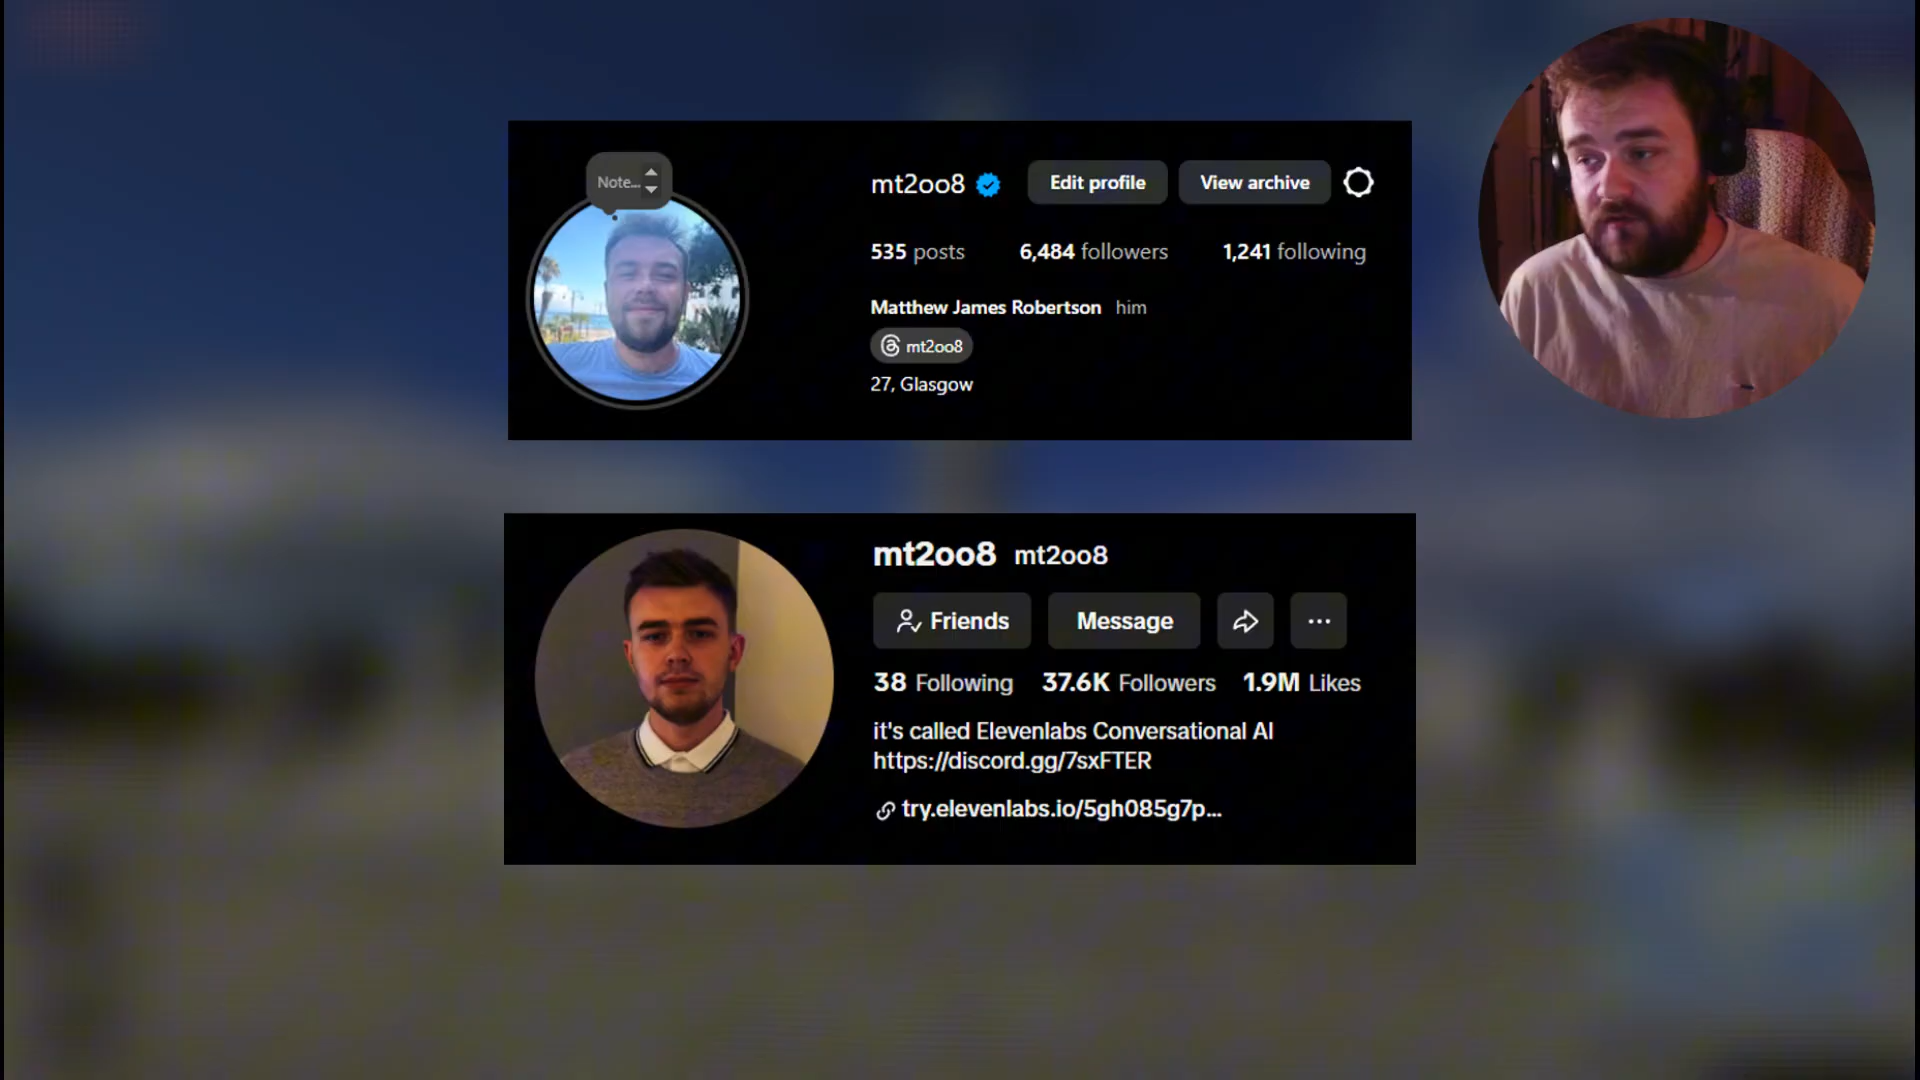 Note...
mt2oo8 Edit profile View archive
535 posts 6,484 followers 1,241 following
Matthew James Robertson him
mt2oo8
27, Glasgow
mt2oo8 mt2oo8
Friends Message
38 Following 37.6K Followers 1.9M Likes
it's called Elevenlabs Conversational AI
https://discord.gg/7sxFTER
try.elevenlabs.io/5gh085g7p...